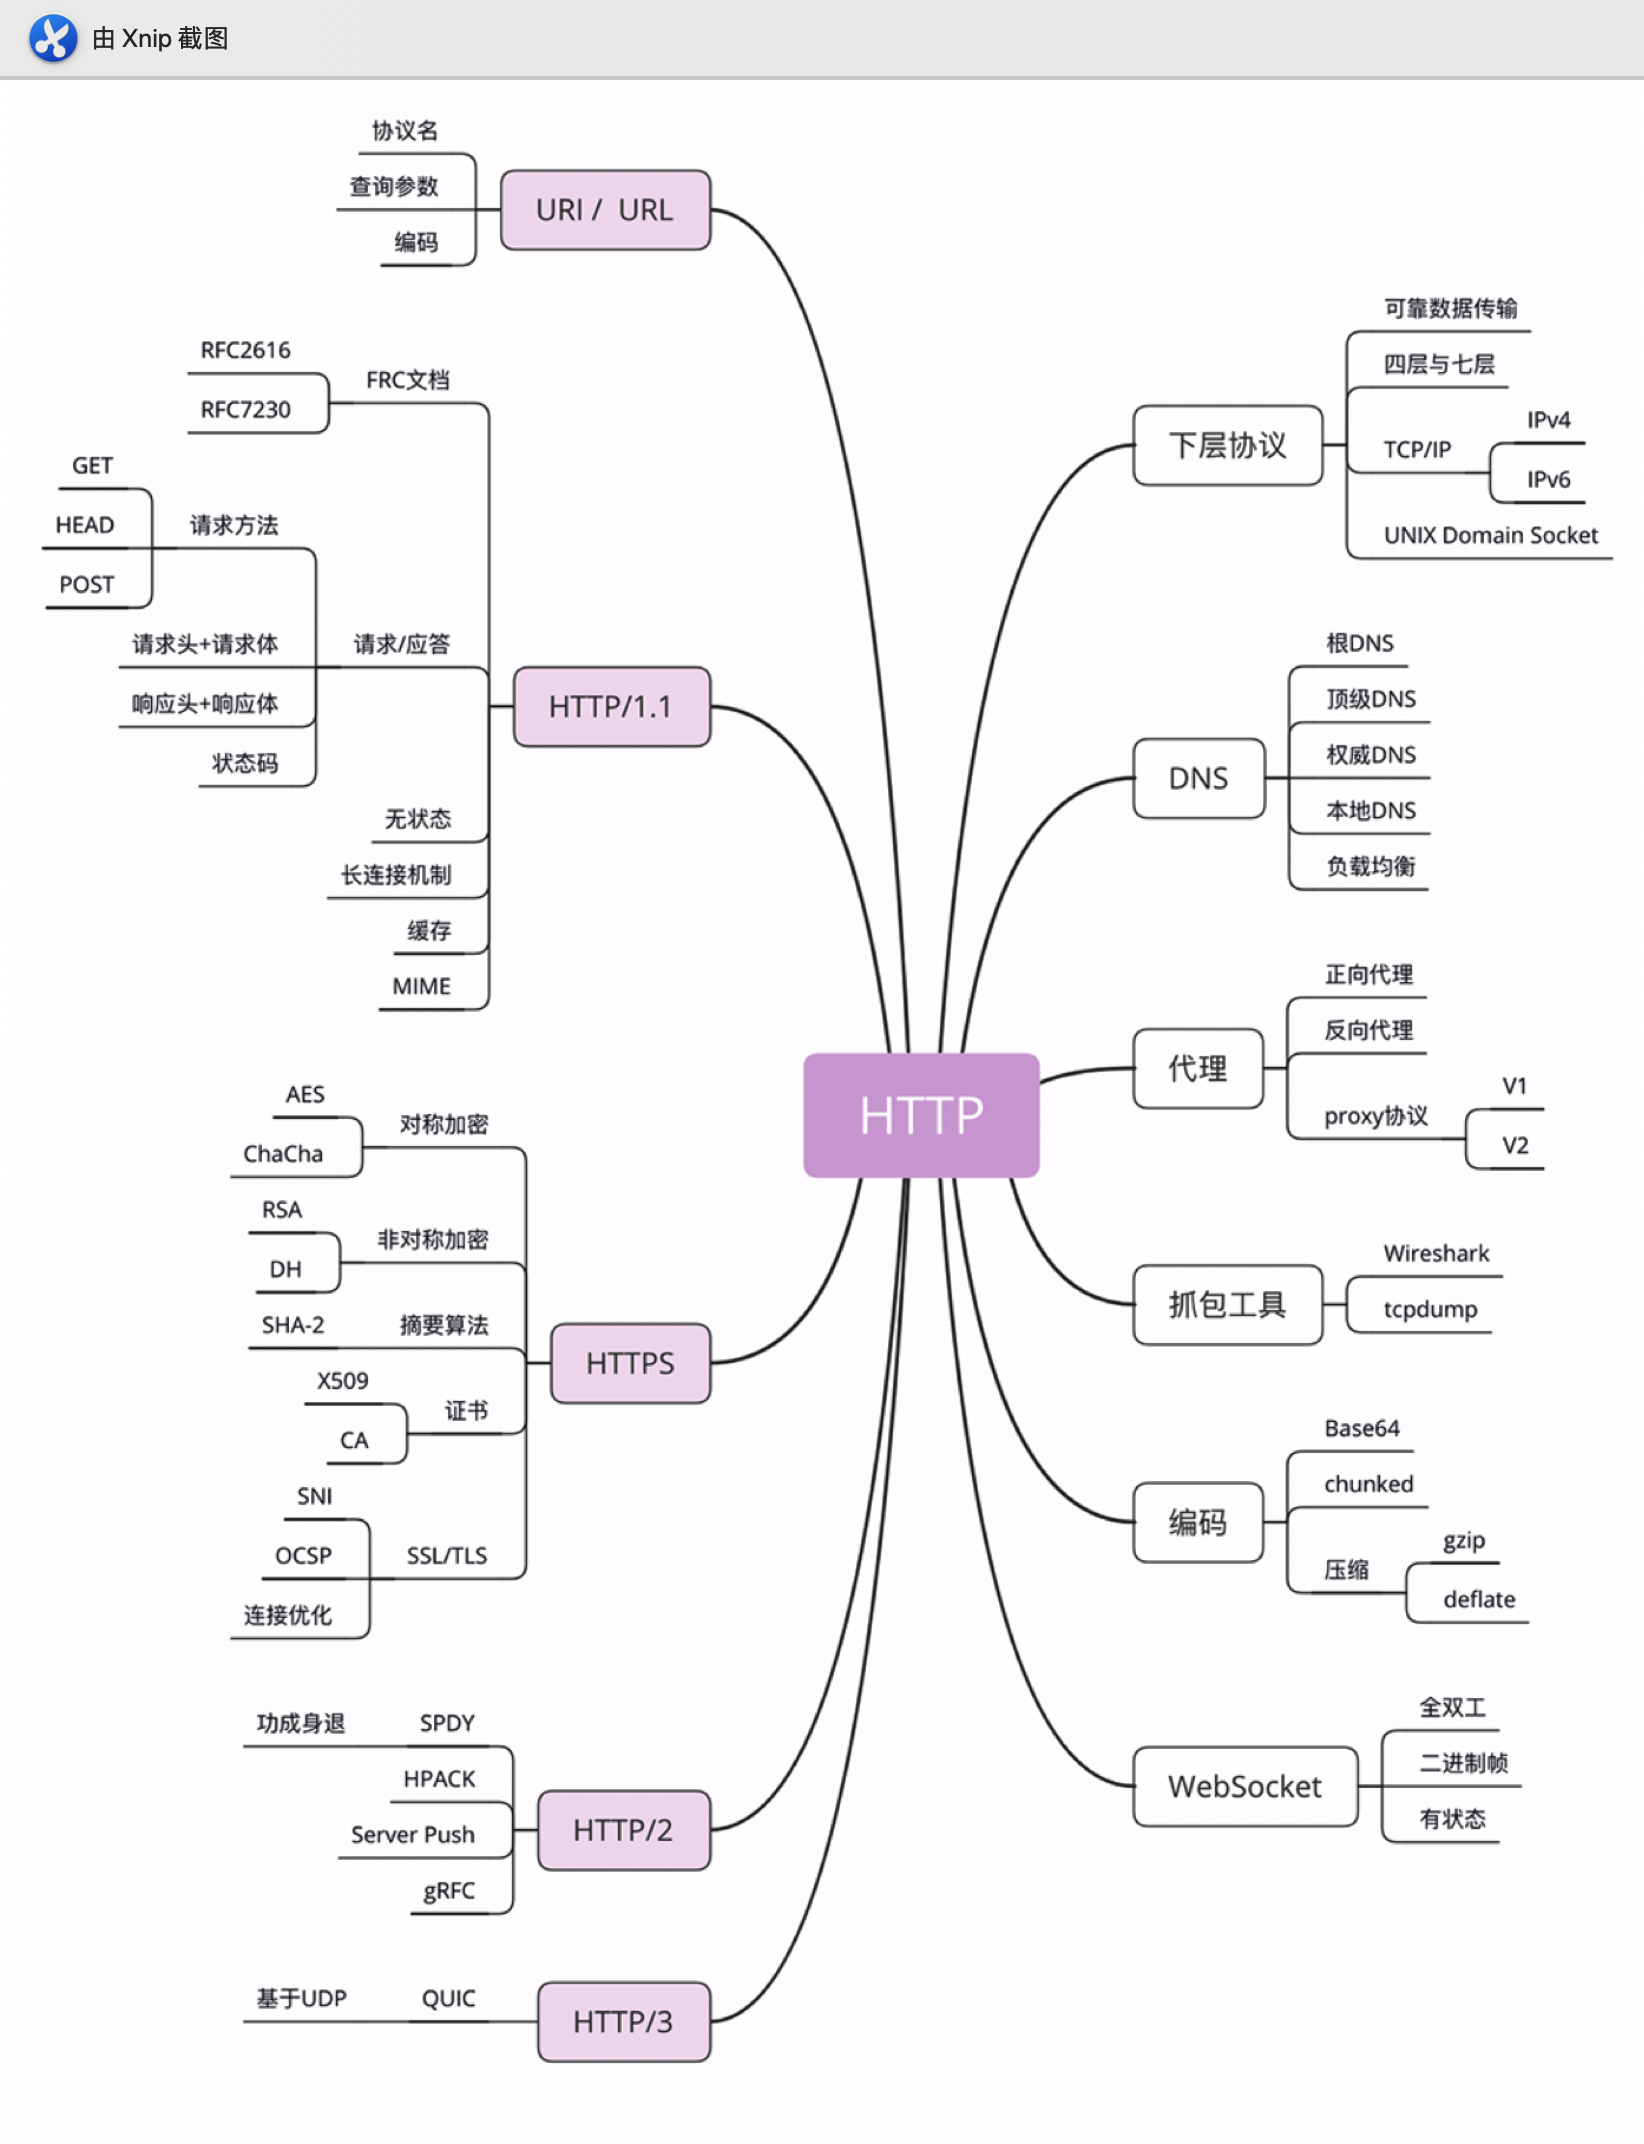 由 Xnip 截图
协议名
查询参数
编码
URI / URL
RFC2616
RFC7230
FRC文档
GET
HEAD
POST
请求方法
请求头+请求体
响应头+响应体
状态码
请求/应答
无状态
长连接机制
缓存
MIME
HTTP/1.1
AES
ChaCha
对称加密
RSA
DH
非对称加密
SHA-2
摘要算法
X509
CA
证书
SNI
OCSP
连接优化
SSL/TLS
HTTPS
功成身退
SPDY
HPACK
Server Push
gRFC
HTTP/2
基于UDP
QUIC
HTTP/3
HTTP
下层协议
可靠数据传输
四层与七层
TCP/IP
IPv4
IPv6
UNIX Domain Socket
DNS
根DNS
顶级DNS
权威DNS
本地DNS
负载均衡
代理
正向代理
反向代理
proxy协议
V1
V2
抓包工具
Wireshark
tcpdump
编码
Base64
chunked
压缩
gzip
deflate
WebSocket
全双工
二进制帧
有状态